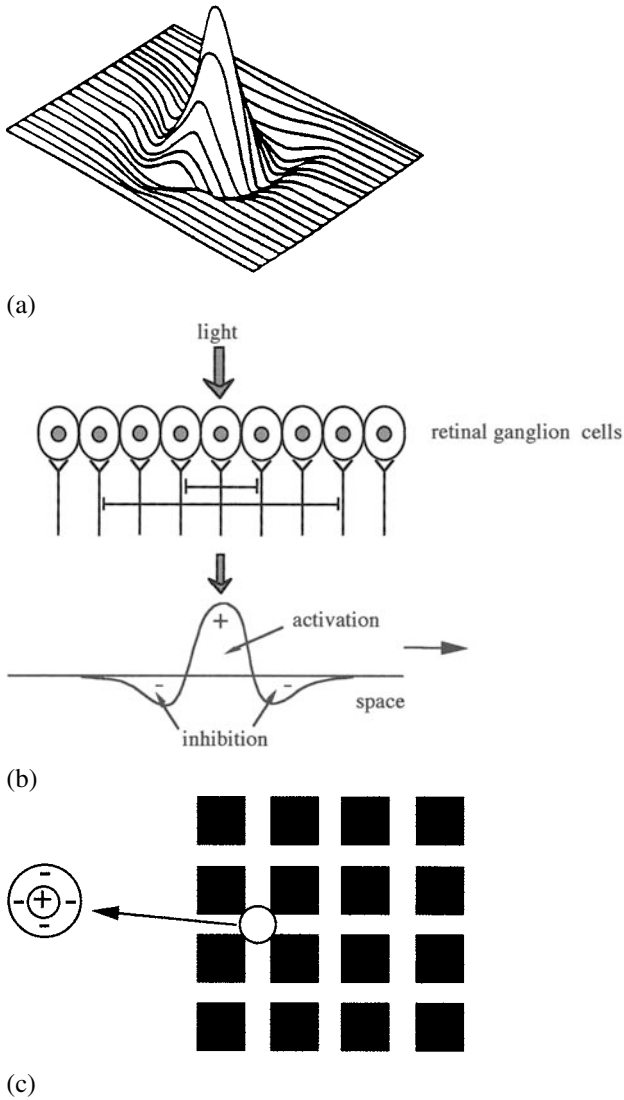 (a)
light
retinal ganglion cells
+
activation
-
-
space
inhibition
(b)
-
- + -
-
(c)